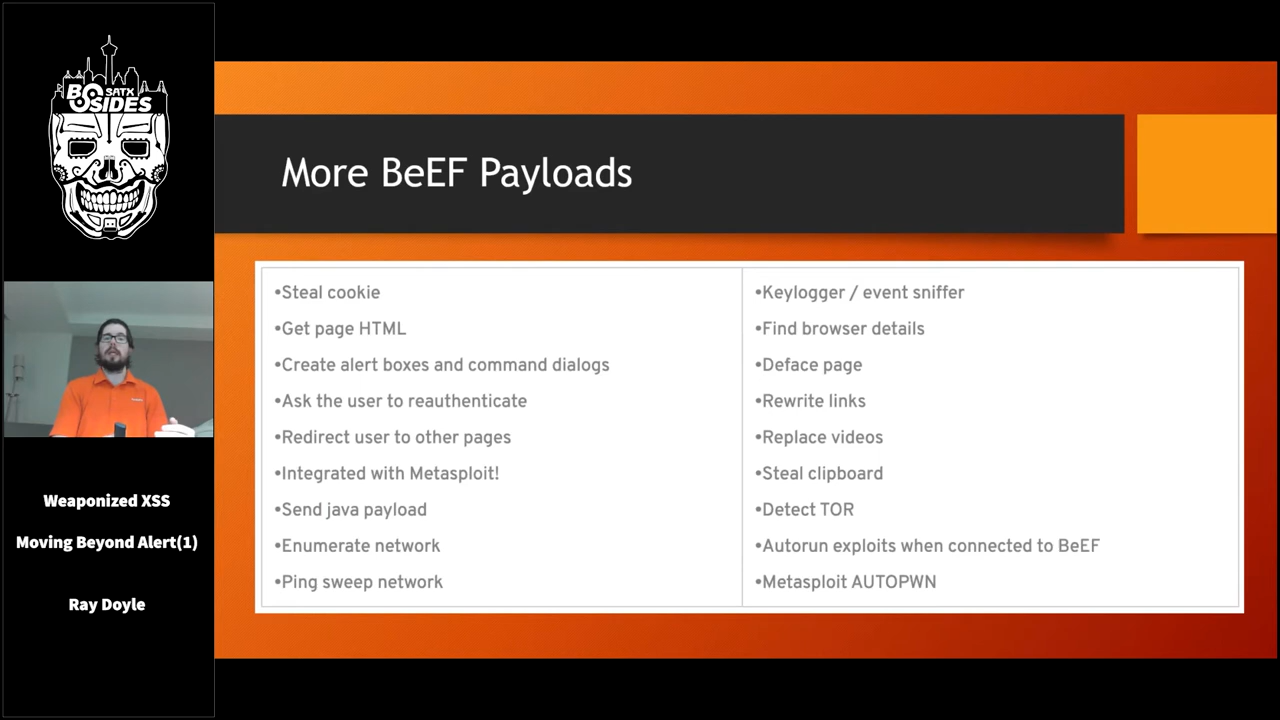 BSIDES
SATX
Weaponized XSS
Moving Beyond Alert(1)
Ray Doyle
More BeEF Payloads
•Steal cookie
•Get page HTML
•Create alert boxes and command dialogs
•Ask the user to reauthenticate
•Redirect user to other pages
•Integrated with Metasploit!
•Send java payload
•Enumerate network
•Ping sweep network
•Keylogger / event sniffer
•Find browser details
•Deface page
•Rewrite links
•Replace videos
•Steal clipboard
•Detect TOR
•Autorun exploits when connected to BeEF
•Metasploit AUTOPWN